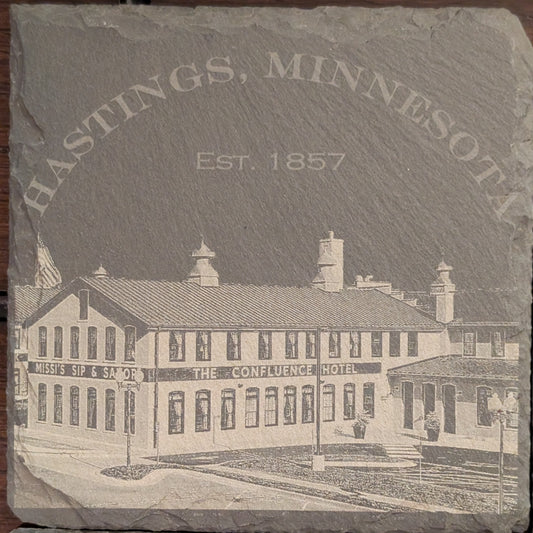 HASTINGS, MINNESOTA
EST. 1857
MISSI'S SIP & SAVOR
THE CONFLUENCE HOTEL